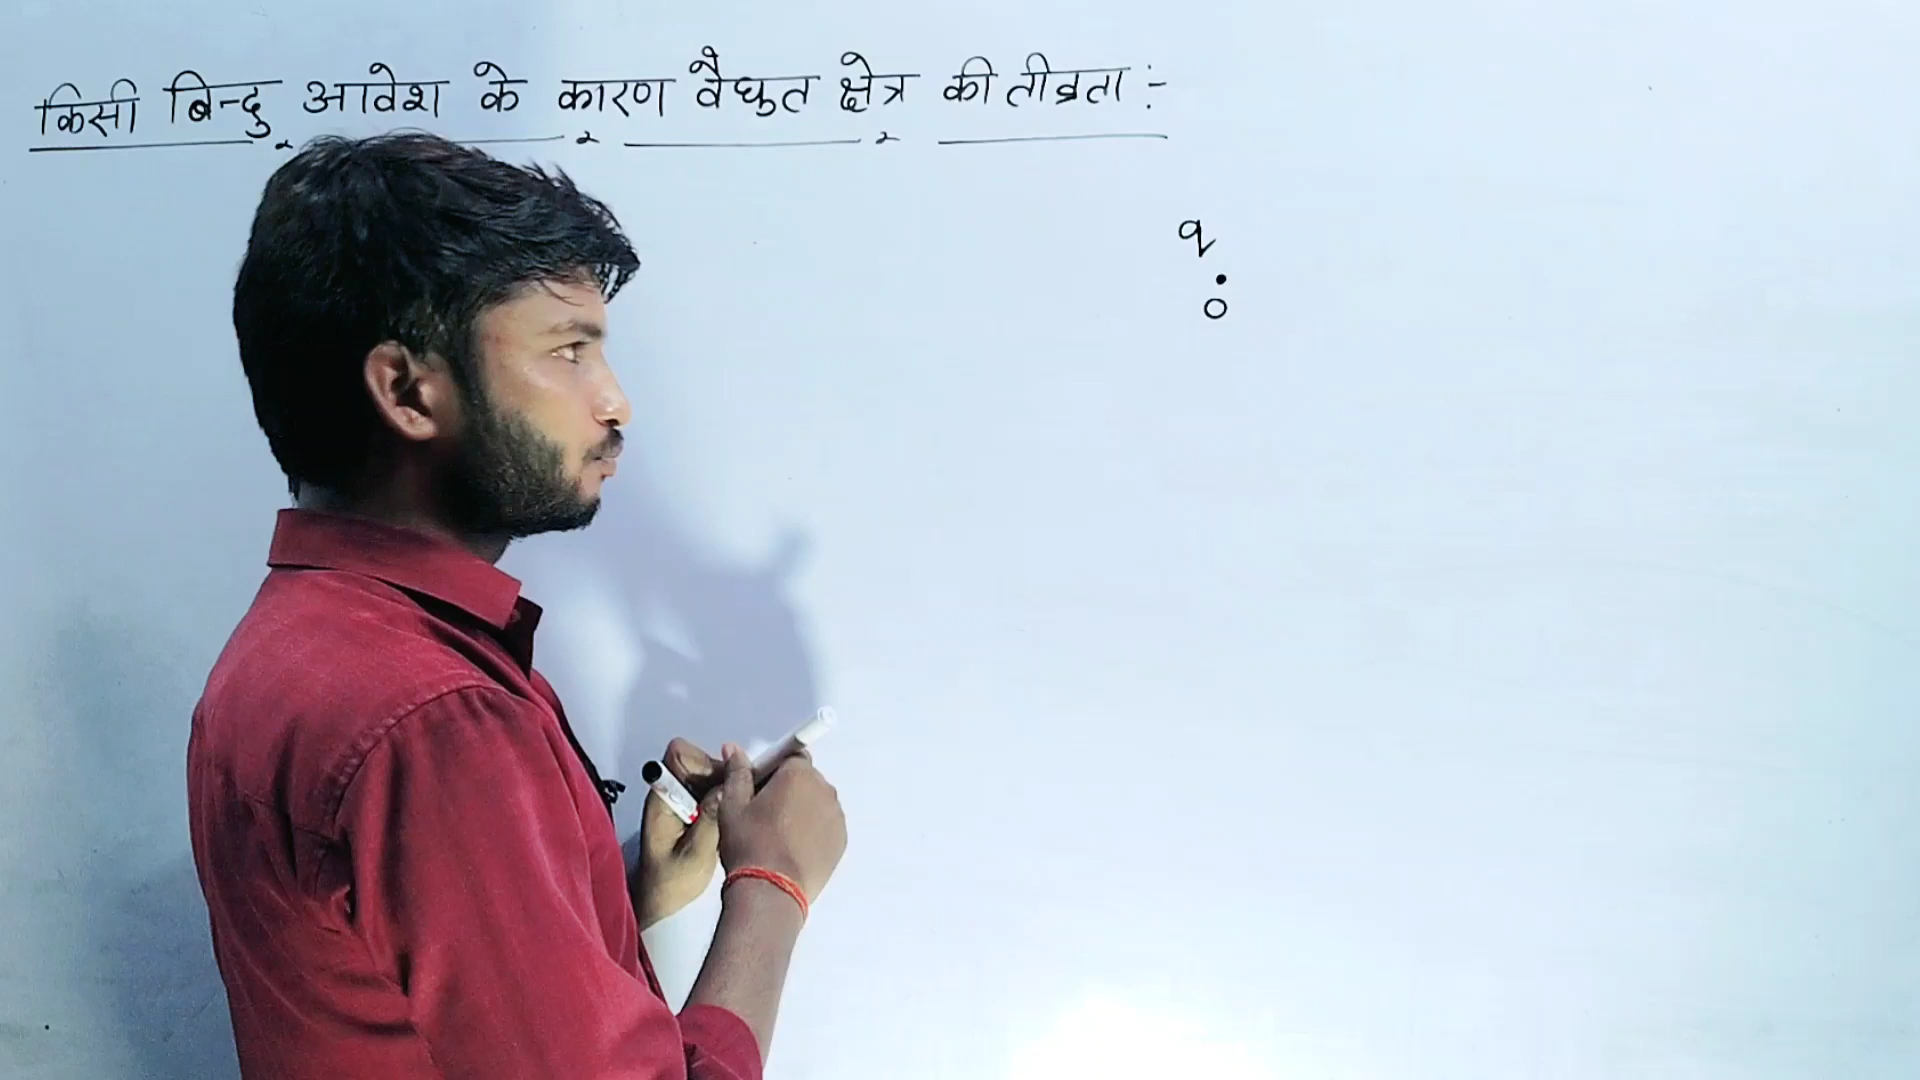 किसी बिन्दु आवेश के कारण वैद्युत क्षेत्र की तीव्रता :-
q
O